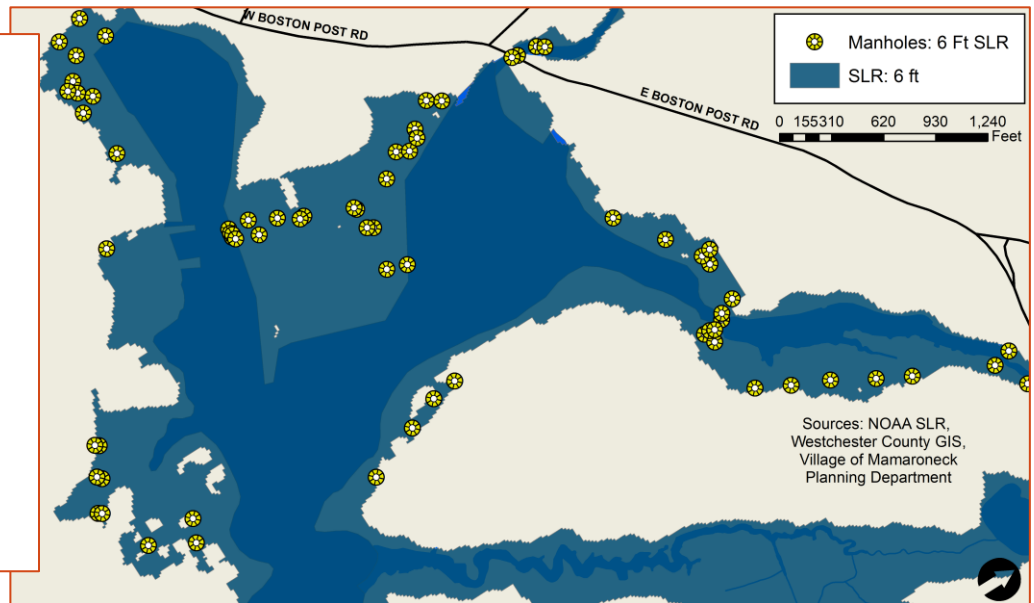 W BOSTON POST RD
E BOSTON POST RD
Manholes: 6 Ft SLR
SLR: 6 ft
0 155310 620 930 1,240
Feet
Sources: NOAA SLR,
Westchester County GIS,
Village of Mamaroneck
Planning Department